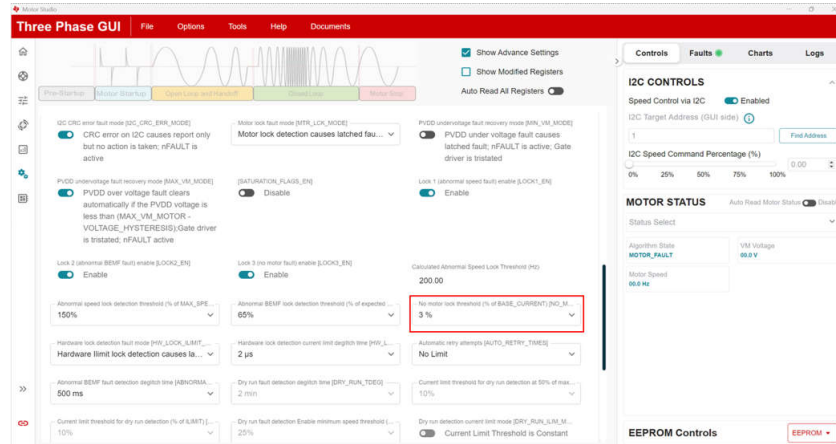 Motor Studio
Three Phase GUI File Options Tools Help Documents
Show Advance Settings
Show Modified Registers
Auto Read All Registers
Pre-Startup Motor Startup Open Loop and Handoff Closed Loop Motor Stop
I2C CRC error fault mode [I2C_CRC_ERR_MODE]
CRC error on I2C causes report only
but no action is taken; nFAULT is
active
Motor lock fault mode [MTR_LCK_MODE]
Motor lock detection causes latched fau...
PVDD undervoltage fault recovery mode [MIN_VM_MODE]
PVDD under voltage fault causes
latched fault; nFAULT is active; Gate
driver is tristated
PVDD undervoltage fault recovery mode [MAX_VM_MODE]
PVDD over voltage fault clears
automatically if the PVDD voltage is
less than (MAX_VM_MOTOR -
VOLTAGE_HYSTERESIS);Gate driver
is tristated; nFAULT active
[SATURATION_FLAGS_EN]
Disable
Lock 1 (abnormal speed fault) enable [LOCK1_EN]
Enable
Lock 2 (abnormal BEMF fault) enable [LOCK2_EN]
Enable
Lock 3 (no motor fault) enable [LOCK3_EN]
Enable
Calculated Abnormal Speed Lock Threshold (Hz)
200.00
Abnormal speed lock detection threshold (% of MAX_SPE...
150%
Abnormal BEMF lock detection threshold (% of expected ...
65%
No motor lock threshold (% of BASE_CURRENT) [NO_M...
3 %
Hardware lock detection fault mode [HW_LOCK_ILIMIT_...
Hardware Ilimit lock detection causes la...
Hardware lock detection current limit deglitch time [HW_L...
2 µs
Automatic retry attempts [AUTO_RETRY_TIMES]
No Limit
Abnormal BEMF fault detection deglitch time [ABNORMA...
500 ms
Dry run fault detection deglitch time [DRY_RUN_TDEG]
2 min
Current limit threshold for dry run detection at 50% of max...
10%
Current limit threshold for dry run detection (% of ILIMIT) [...
10%
Dry run fault detection Enable minimum speed threshold (...
25%
Dry run detection current limit mode [DRY_RUN_ILIM_M...
Current Limit Threshold is Constant
Controls Faults Charts Logs
I2C CONTROLS
Speed Control via I2C Enabled
I2C Target Address (GUI side)
1 Find Address
I2C Speed Command Percentage (%)
0.00
0% 25% 50% 75% 100%
MOTOR STATUS Auto Read Motor Status Disabl
Status Select
Algorithm State
MOTOR_FAULT
VM Voltage
00.0 V
Motor Speed
00.0 Hz
EEPROM Controls EEPROM